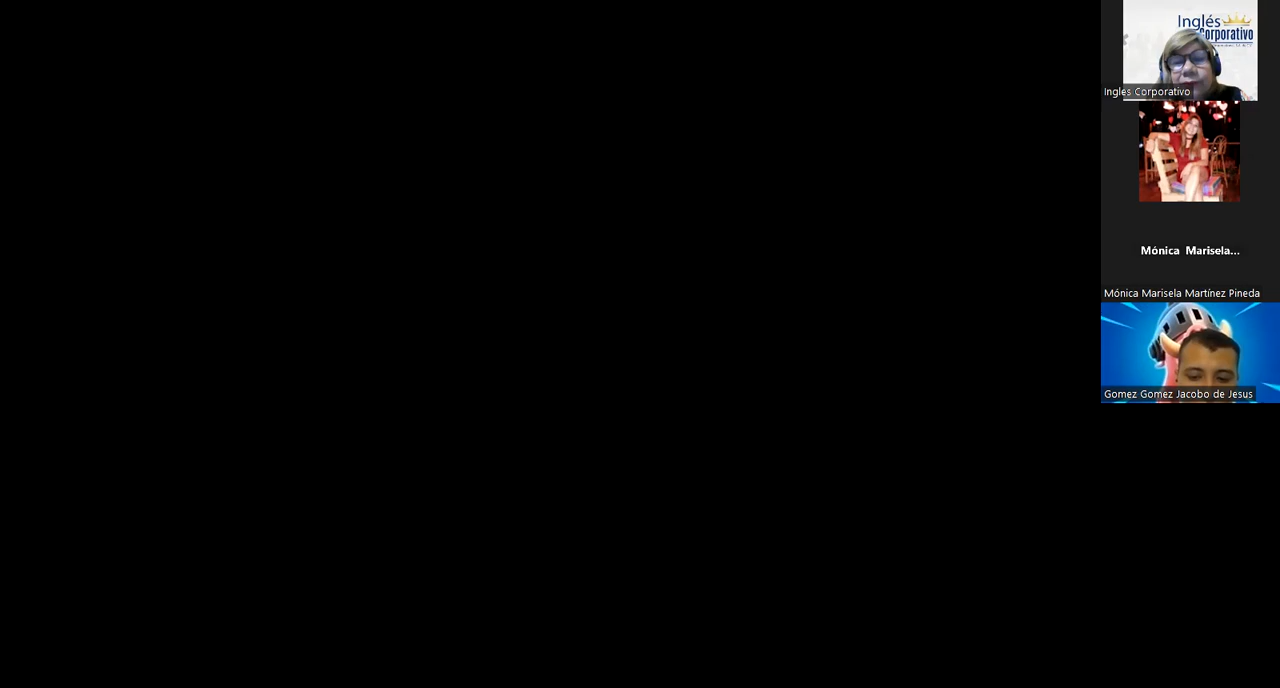 Inglés
Corporativo
Ingles Corporativo
Mónica Marisela...
Mónica Marisela Martínez Pineda
Gomez Gomez Jacobo de Jesus